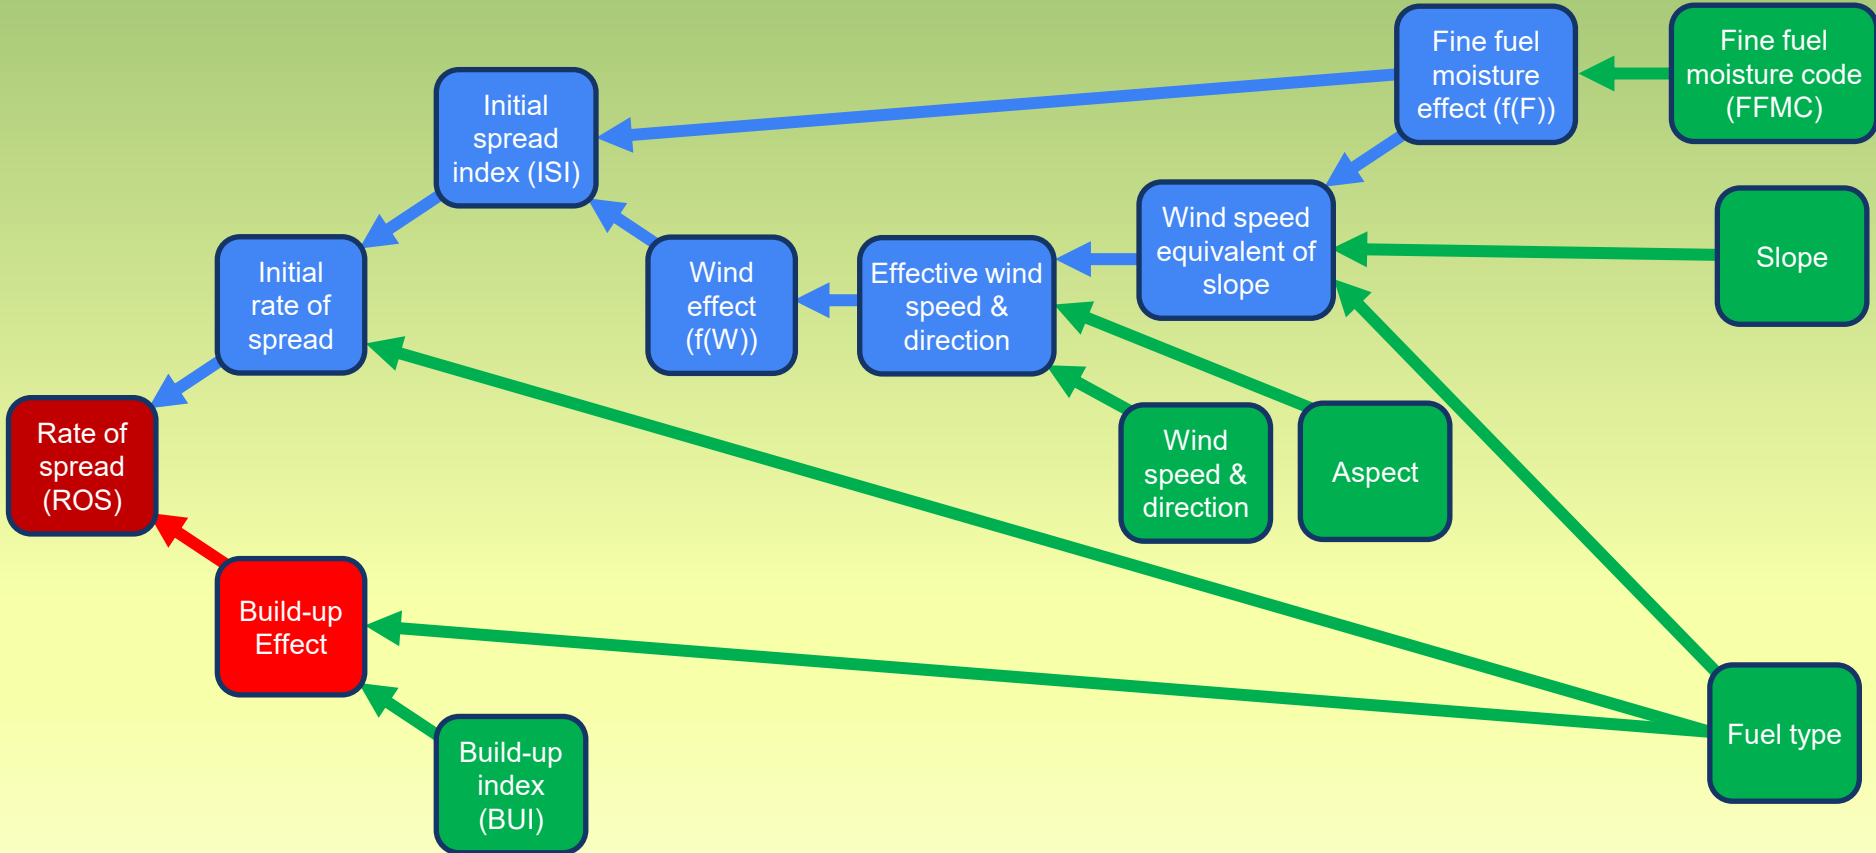 Fine fuel
moisture
effect (f(F))
Fine fuel
moisture code
(FFMC)
Initial
spread
index (ISI)
Wind speed
equivalent of
slope
Slope
Initial
rate of
spread
Wind
effect
(f(W))
Effective wind
speed &
direction
Rate of
spread
(ROS)
Wind
speed &
direction
Aspect
Build-up
Effect
Fuel type
Build-up
index
(BUI)